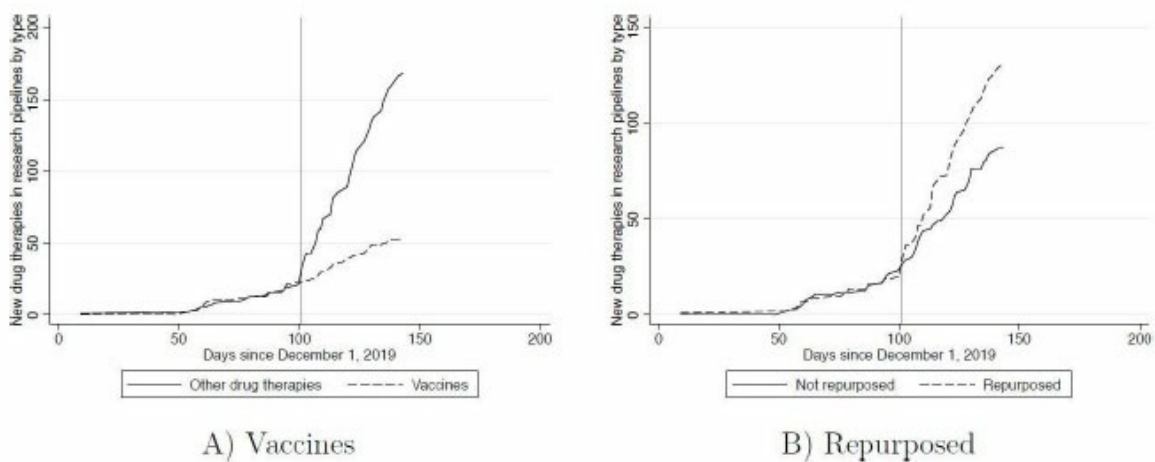 New drug therapies in research pipelines by type
200
150
100
50
0
0 50 100 150 200
Days since December 1, 2019
Other drug therapies Vaccines
A) Vaccines
New drug therapies in research pipelines by type
150
100
50
0
0 50 100 150 200
Days since December 1, 2019
Not repurposed Repurposed
B) Repurposed